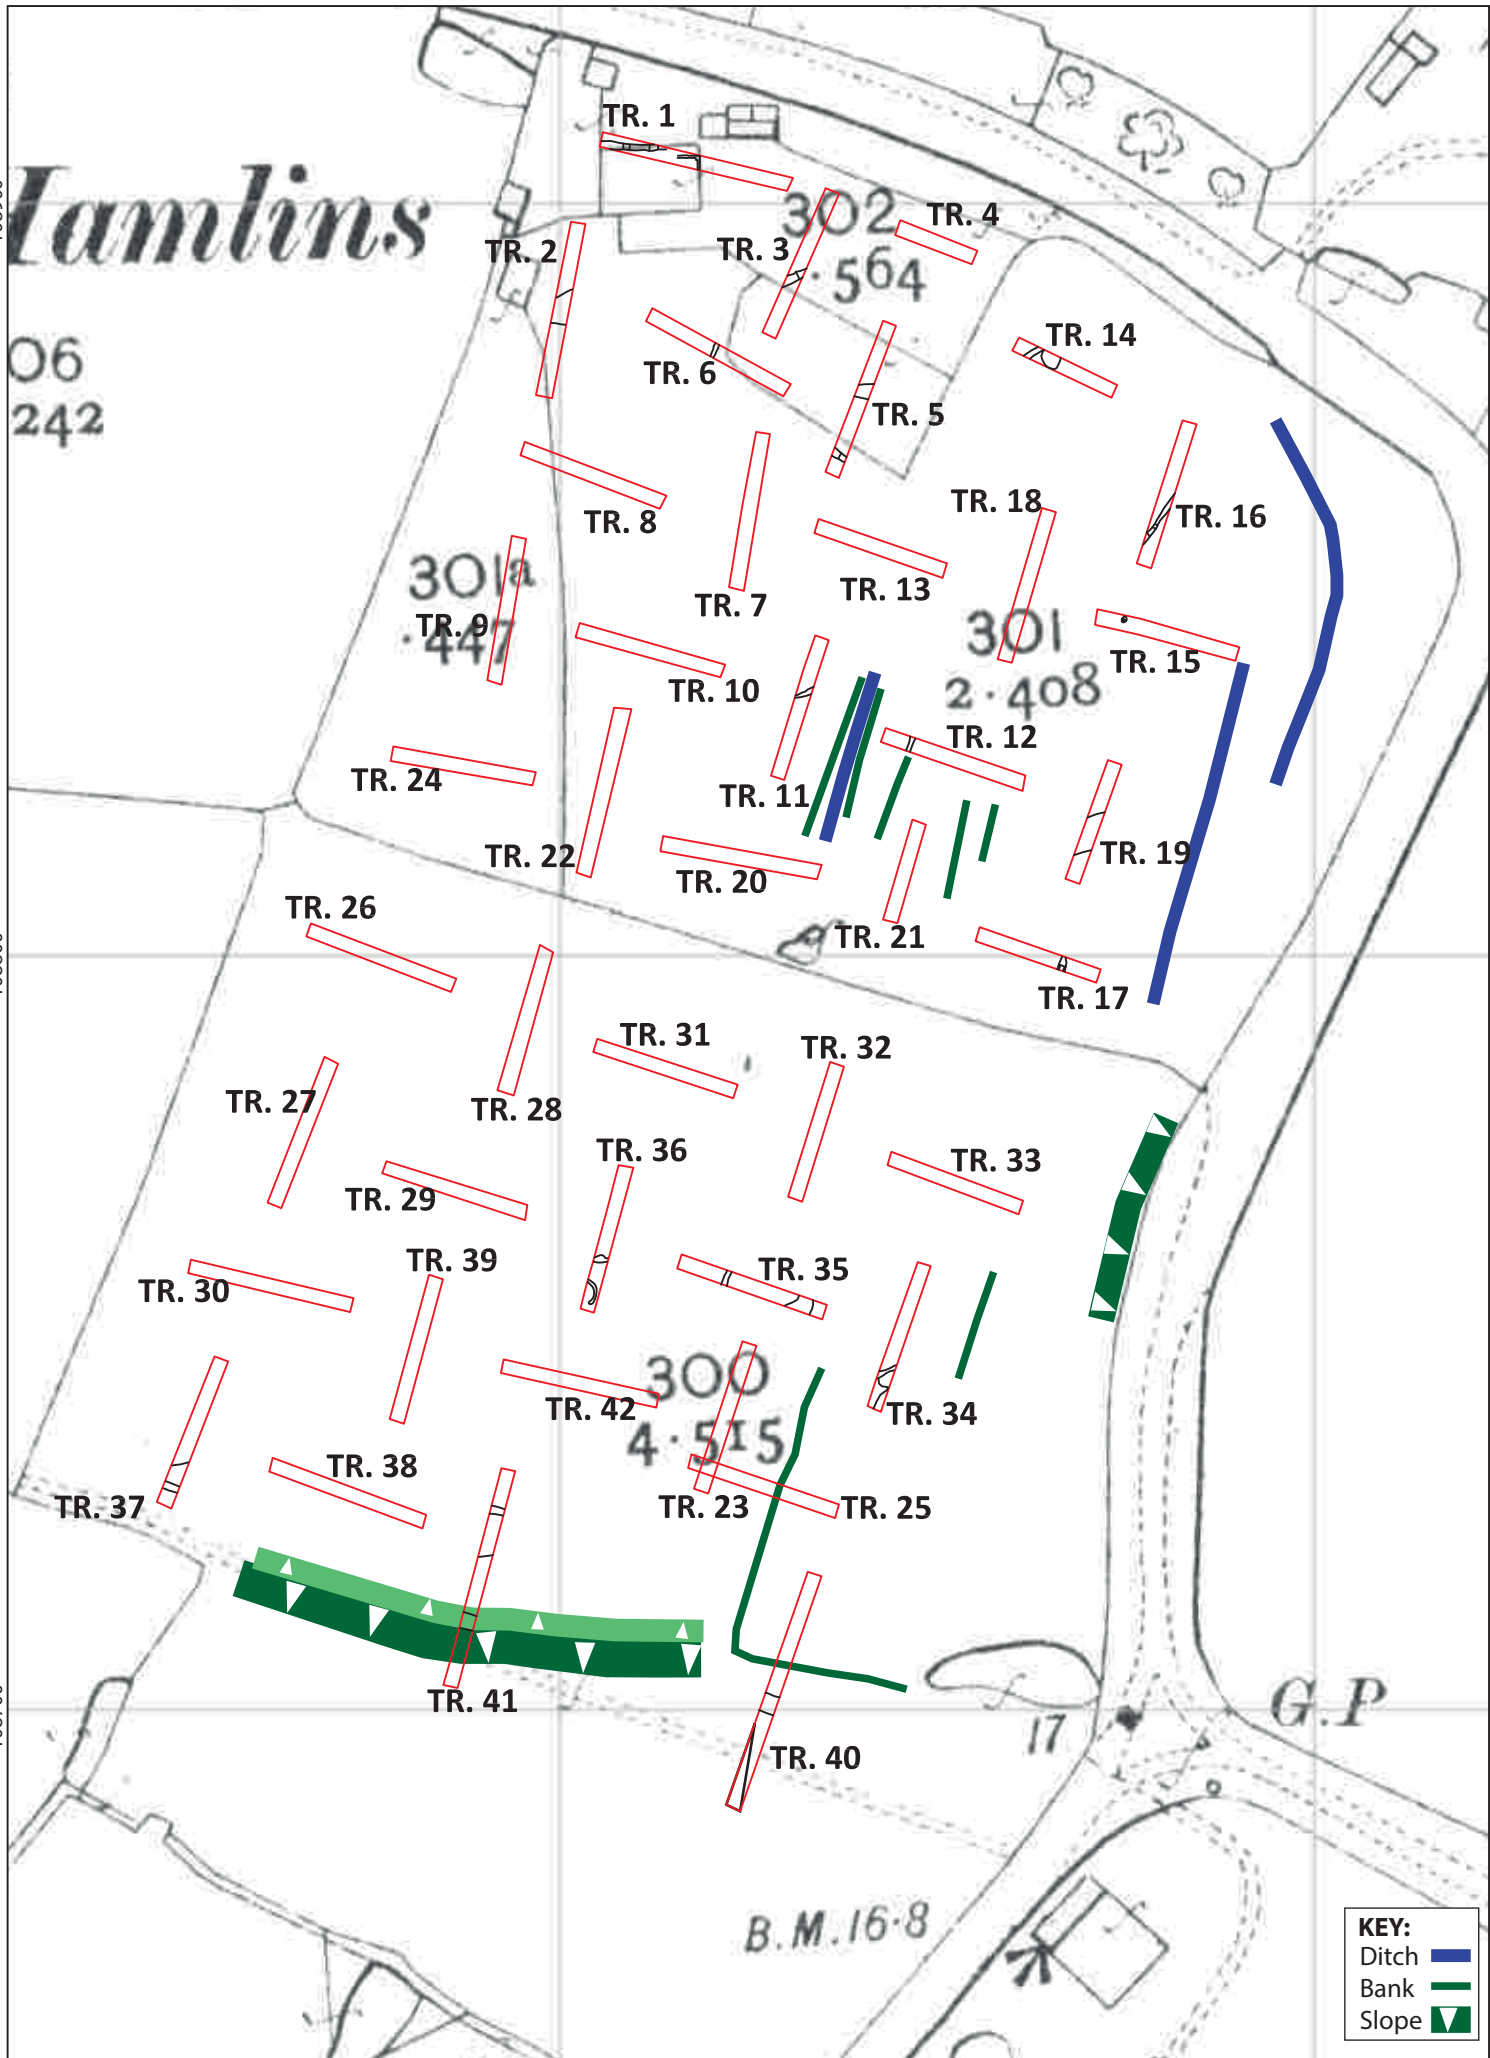 TR. 1
302
·564
TR. 4
TR. 3
TR. 2
Hamlins
06
242
TR. 6
TR. 14
TR. 5
TR. 18
TR. 16
TR. 8
301a
·447
TR. 9
TR. 7
TR. 13
301
2·408
TR. 15
TR. 10
TR. 12
TR. 24
TR. 11
TR. 22
TR. 20
TR. 19
TR. 26
TR. 21
TR. 17
TR. 31
TR. 32
TR. 27
TR. 28
TR. 36
TR. 33
TR. 29
TR. 39
TR. 35
TR. 30
300
4·515
TR. 42
TR. 34
TR. 38
TR. 37
TR. 23
TR. 25
TR. 41
G.P
17
TR. 40
B.M.16·8
KEY:
Ditch
Bank
Slope